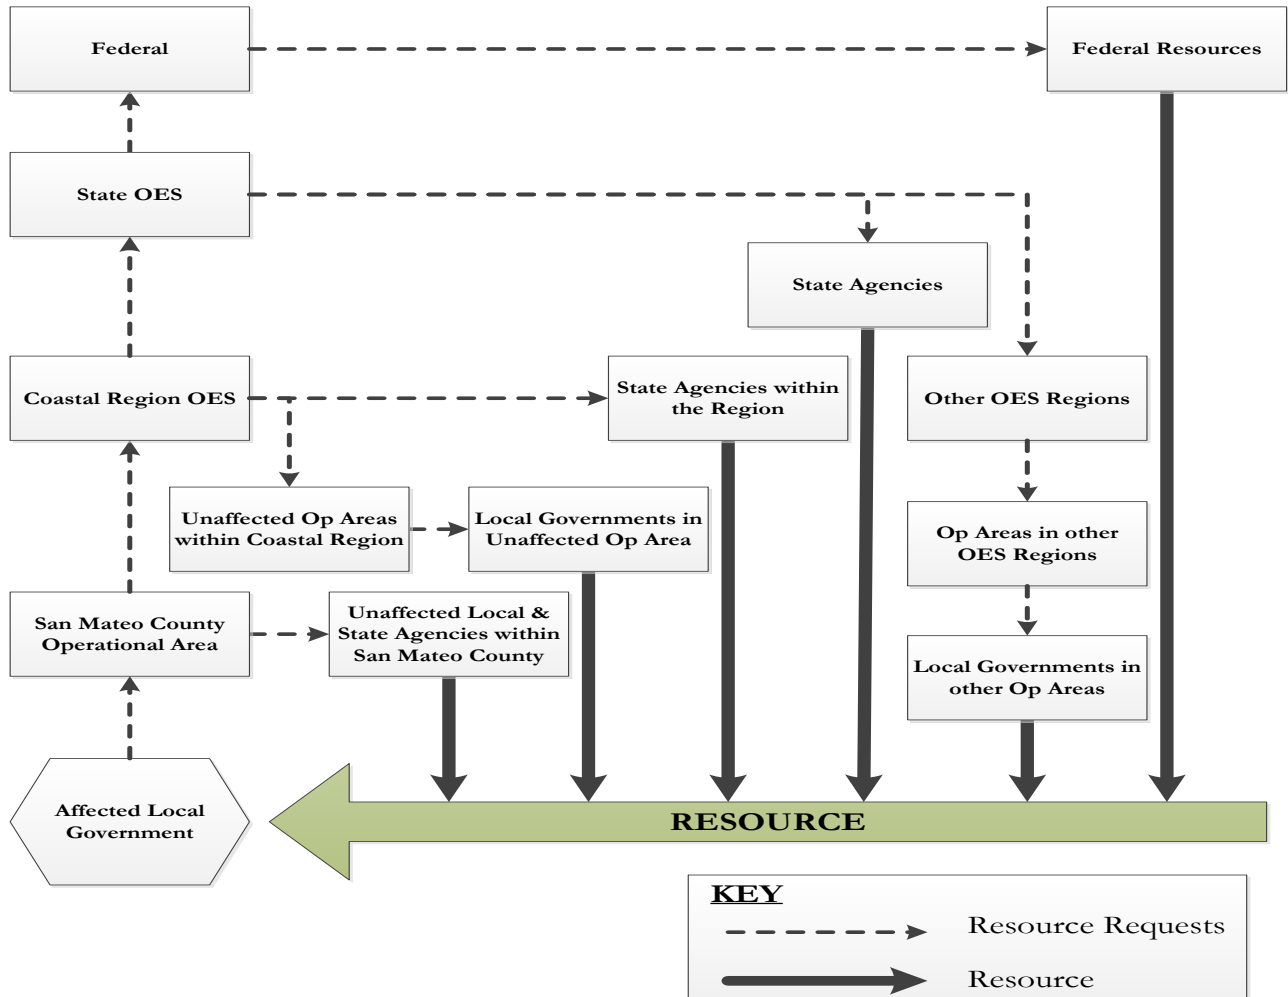 Federal
Federal Resources
State OES
State Agencies
Coastal Region OES
State Agencies within
the Region
Other OES Regions
Unaffected Op Areas
within Coastal Region
Local Governments in
Unaffected Op Area
Op Areas in other
OES Regions
San Mateo County
Operational Area
Unaffected Local &
State Agencies within
San Mateo County
Local Governments in
other Op Areas
Affected Local
Government
RESOURCE
KEY
Resource Requests
Resource